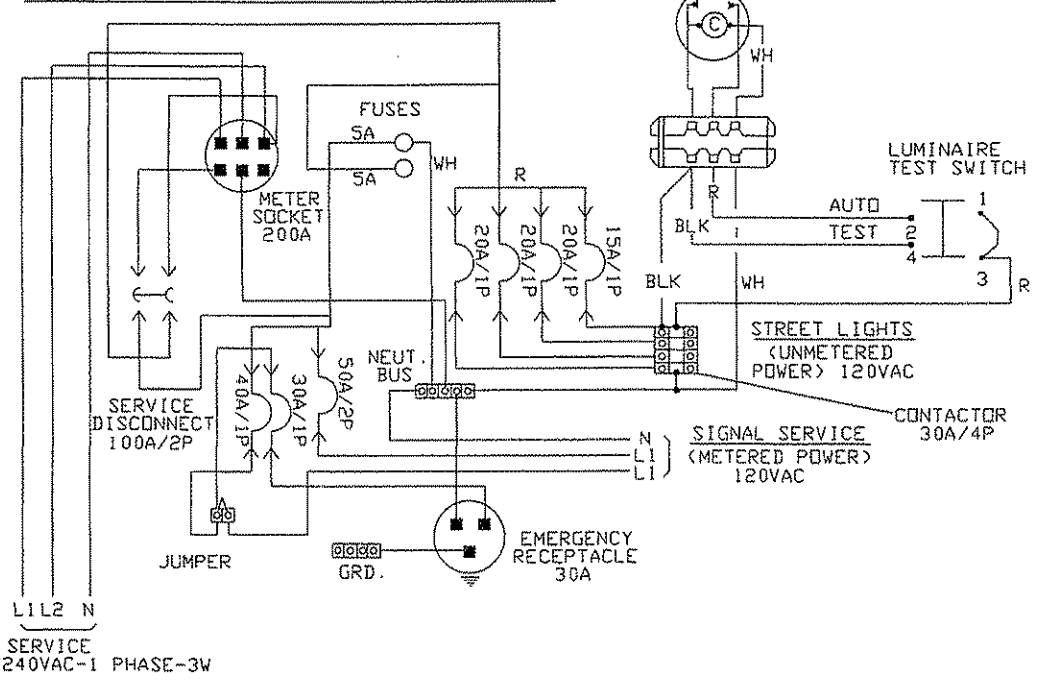 C
WH
FUSES
5A
WH
5A
METER
SOCKET
200A
R
20A/1P
20A/1P
20A/1P
15A/1P
LUMINAIRE
TEST SWITCH
R
BLK
AUTO
TEST
1
2
4
3
R
BLK
WH
STREET LIGHTS
(UNMETERED
POWER) 120VAC
CONTACTOR
30A/4P
NEUT.
BUS
SERVICE
DISCONNECT
100A/2P
40A/1P
30A/1P
50A/2P
N
L1
L1
SIGNAL SERVICE
(METERED POWER)
120VAC
JUMPER
GRD.
EMERGENCY
RECEPTACLE
30A
L1 L2 N
SERVICE
240VAC-1 PHASE-3W